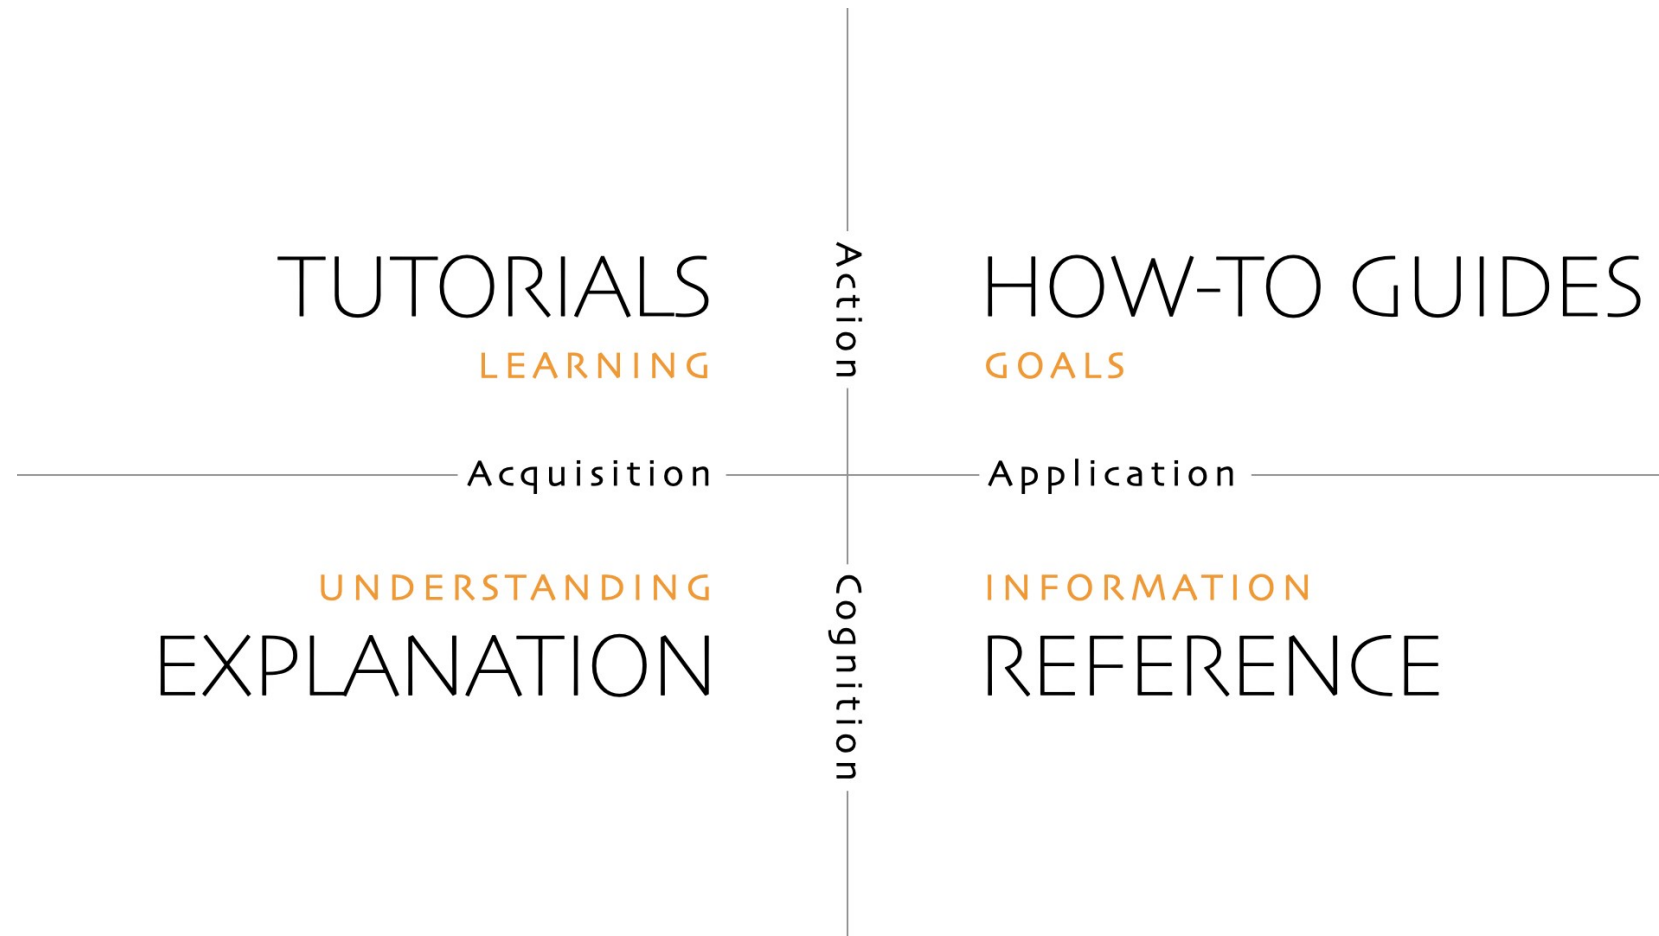 Action
TUTORIALS
HOW-TO GUIDES
LEARNING
GOALS
Acquisition
Application
UNDERSTANDING
INFORMATION
Cognition
EXPLANATION
REFERENCE